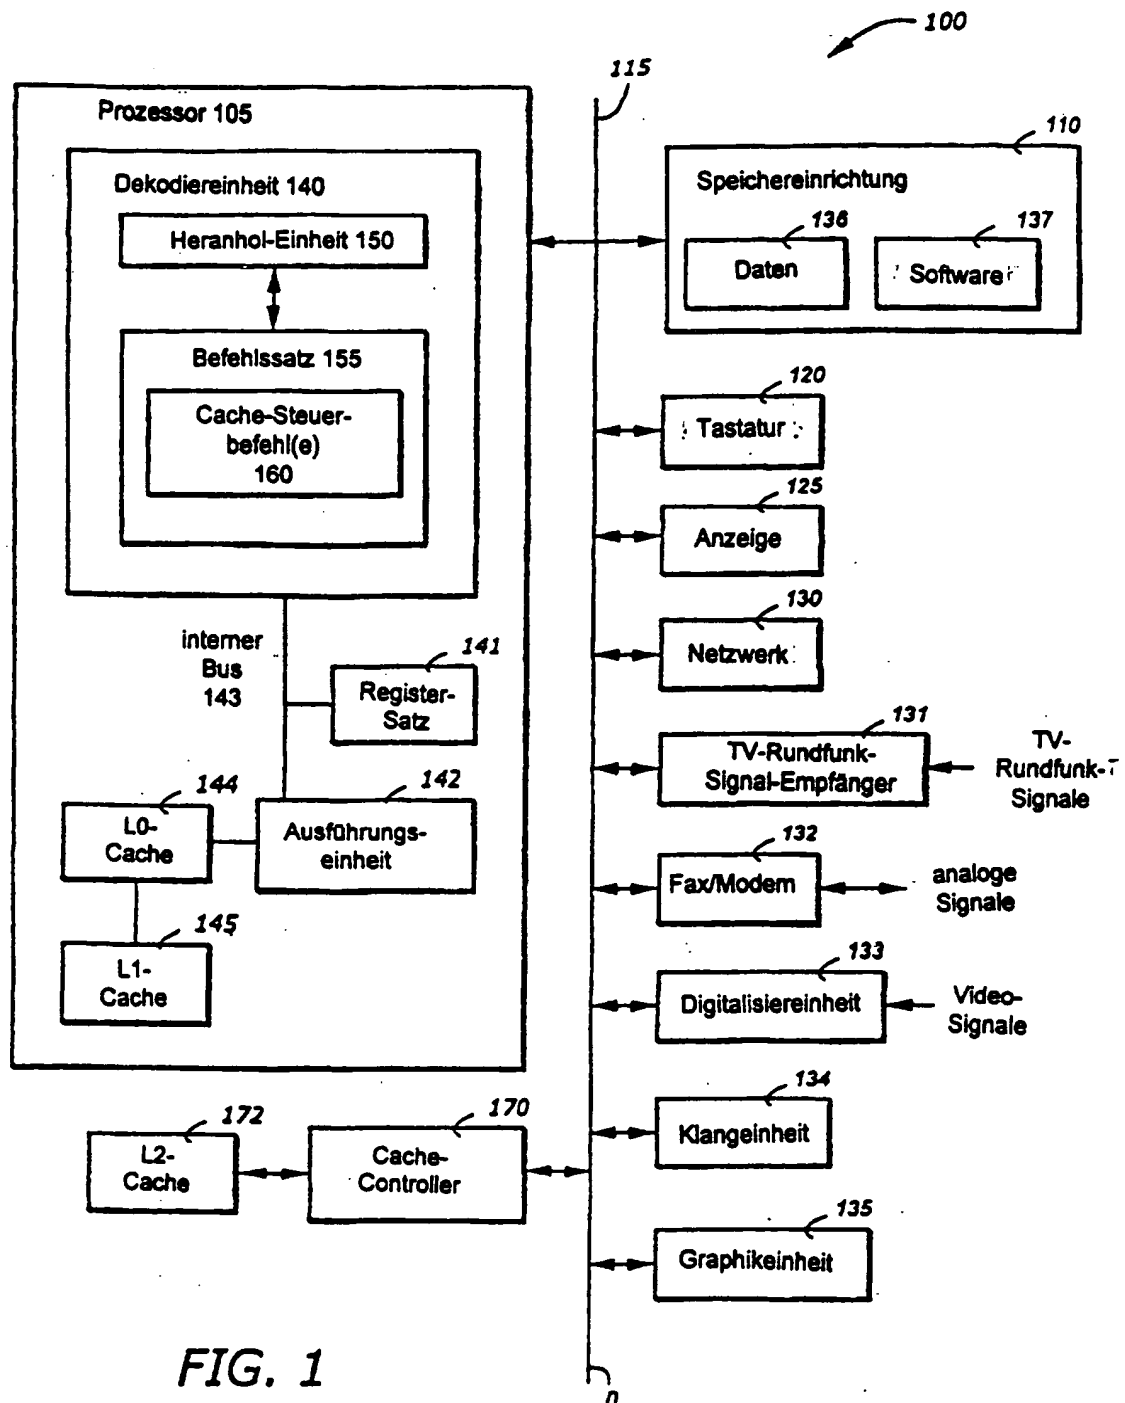 100
115
Prozessor 105
110
Dekodiereinheit 140
Speichereinrichtung
Heranhol-Einheit 150
136
137
Daten
Software
Befehlssatz 155
Cache-Steuer-
befehl(e)
160
120
Tastatur
125
Anzeige
130
Netzwerk
interner
Bus
143
141
Register-
Satz
131
TV-Rundfunk-
Signal-Empfänger
TV-
Rundfunk-
Signale
144
L0-
Cache
142
Ausführungs-
einheit
132
Fax/Modem
analoge
Signale
145
L1-
Cache
133
Digitalisiereinheit
Video-
Signale
134
Klangeinheit
172
L2-
Cache
170
Cache-
Controller
135
Graphikeinheit
FIG. 1